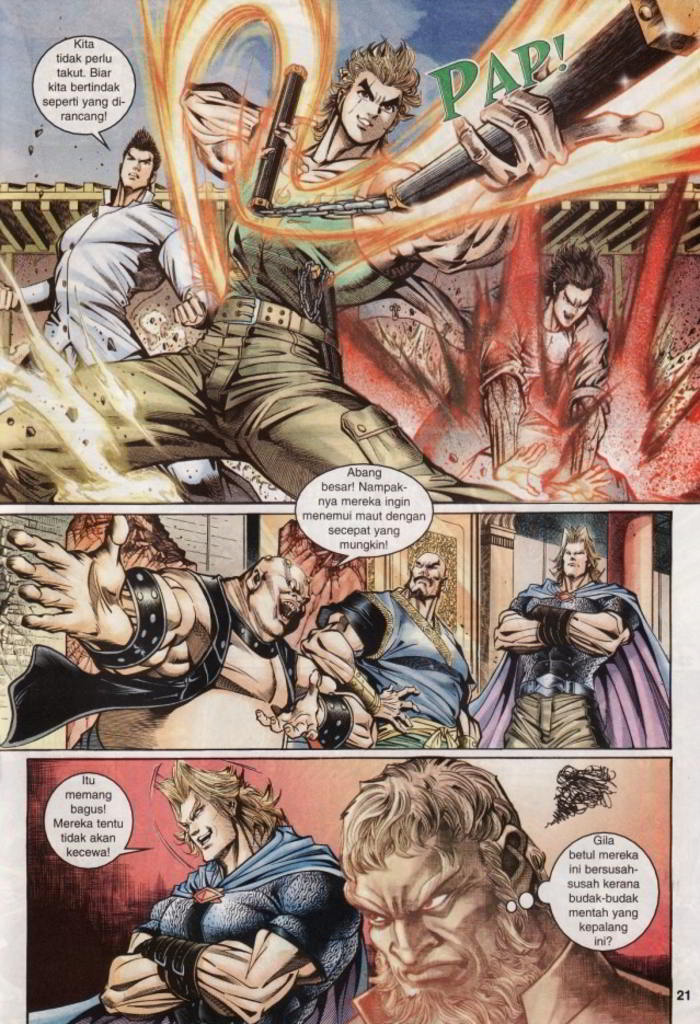 Kita
tidak perlu
takut. Biar
kita bertindak
seperti yang di-
rancang!
PAP!
Abang
besar! Nampak-
nya mereka ingin
menemui maut dengan
secepat yang
mungkin!
Itu
memang
bagus!
Mereka tentu
tidak akan
kecewa!
Gila
betul mereka
ini bersusah-
susah kerana
budak-budak
mentah yang
kepalang
ini?
21